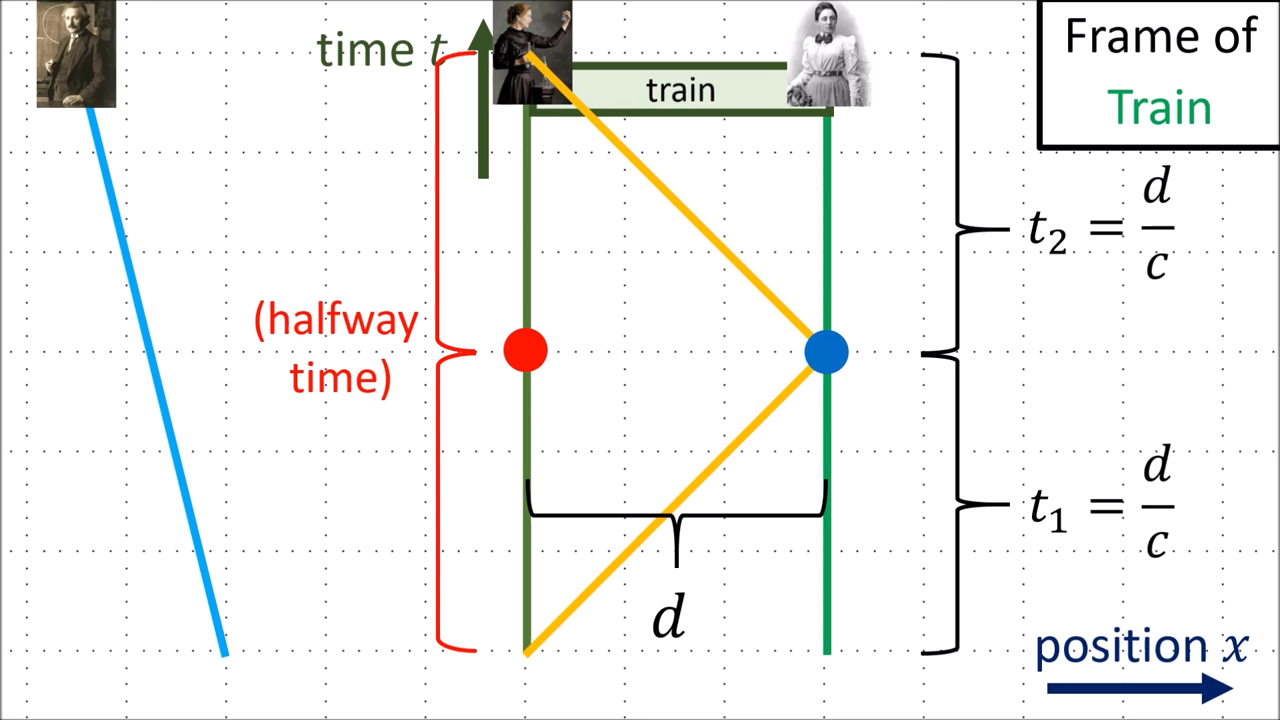 time t
train
Frame of
Train
t₂ = d/c
(halfway
time)
t₁ = d/c
d
position x